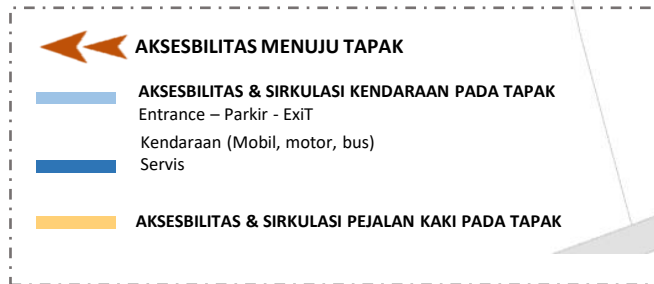 AKSESBILITAS MENUJU TAPAK
AKSESBILITAS & SIRKULASI KENDARAAN PADA TAPAK
Entrance – Parkir - ExiT
Kendaraan (Mobil, motor, bus)
Servis
AKSESBILITAS & SIRKULASI PEJALAN KAKI PADA TAPAK